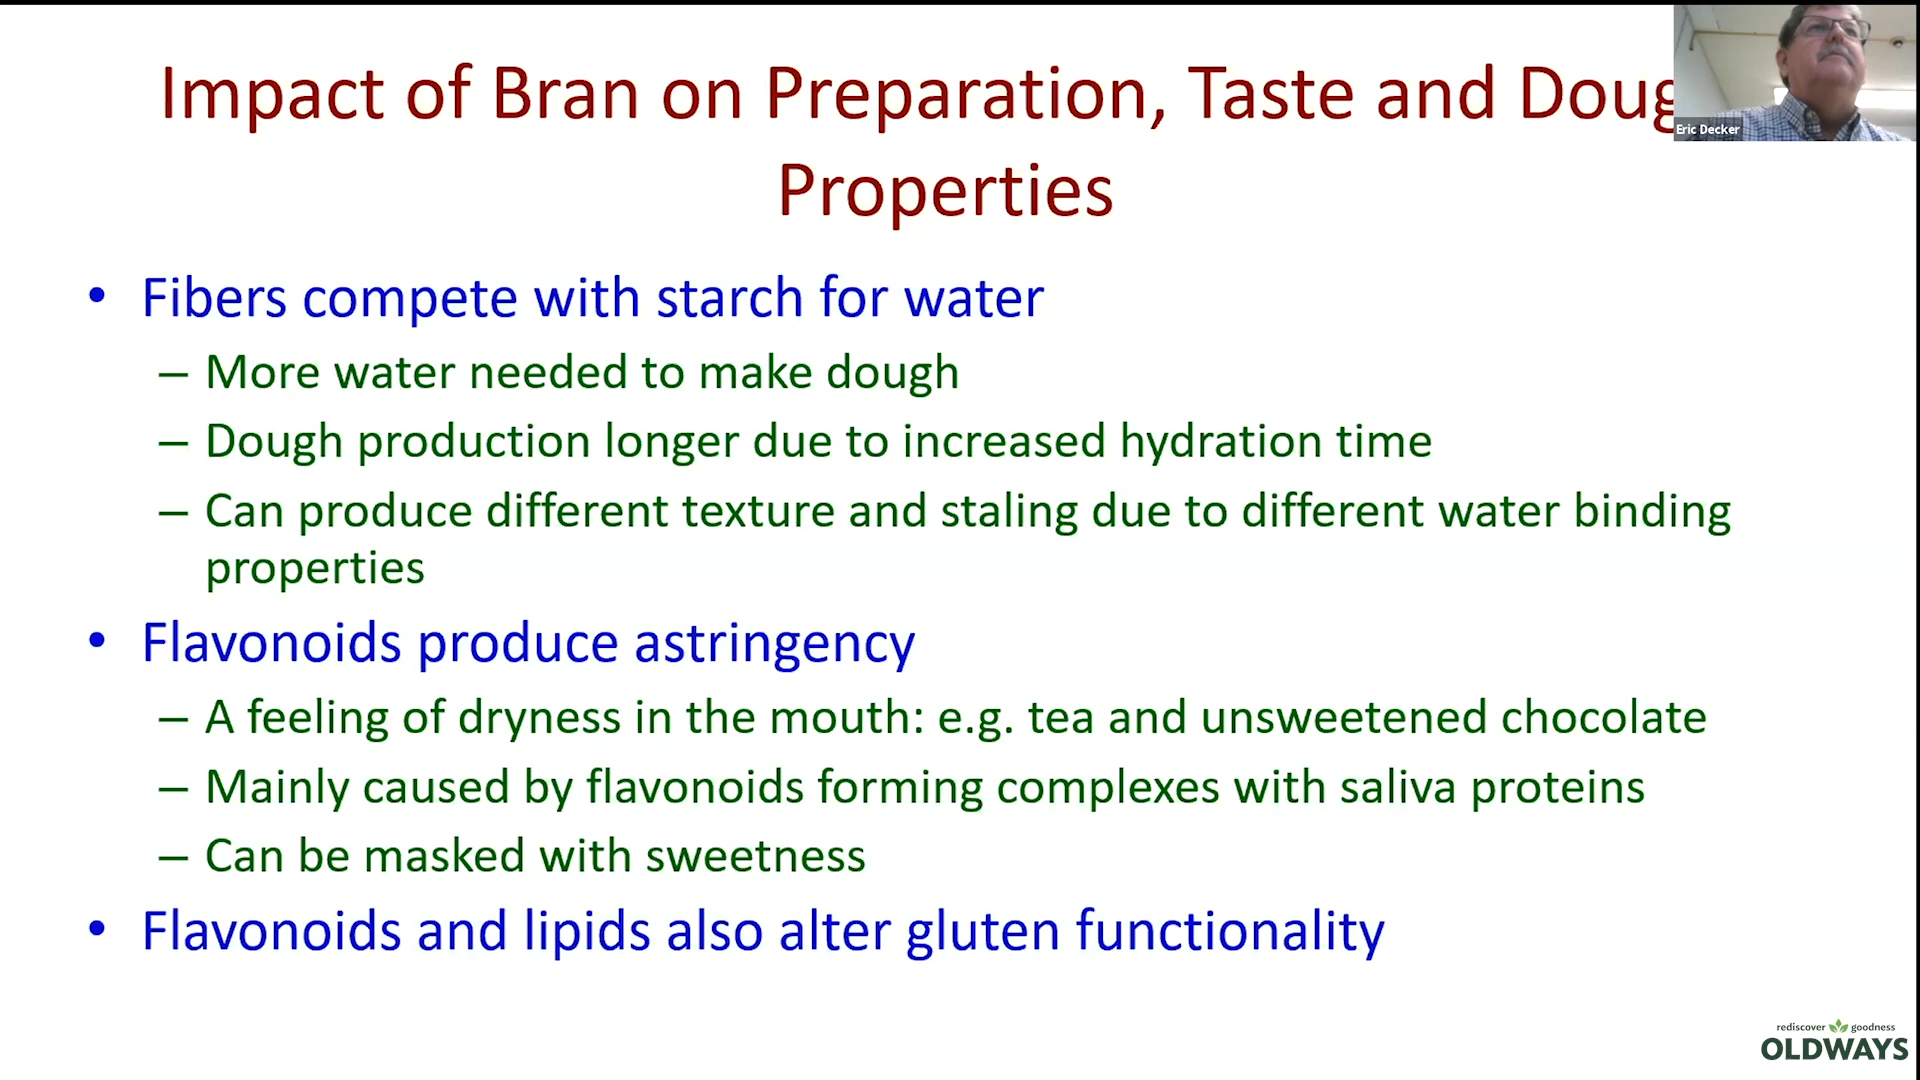 Impact of Bran on Preparation, Taste and Doug
Properties
Eric Decker
• Fibers compete with starch for water
– More water needed to make dough
– Dough production longer due to increased hydration time
– Can produce different texture and staling due to different water binding
properties
• Flavonoids produce astringency
– A feeling of dryness in the mouth: e.g. tea and unsweetened chocolate
– Mainly caused by flavonoids forming complexes with saliva proteins
– Can be masked with sweetness
• Flavonoids and lipids also alter gluten functionality
rediscover goodness
OLDWAYS